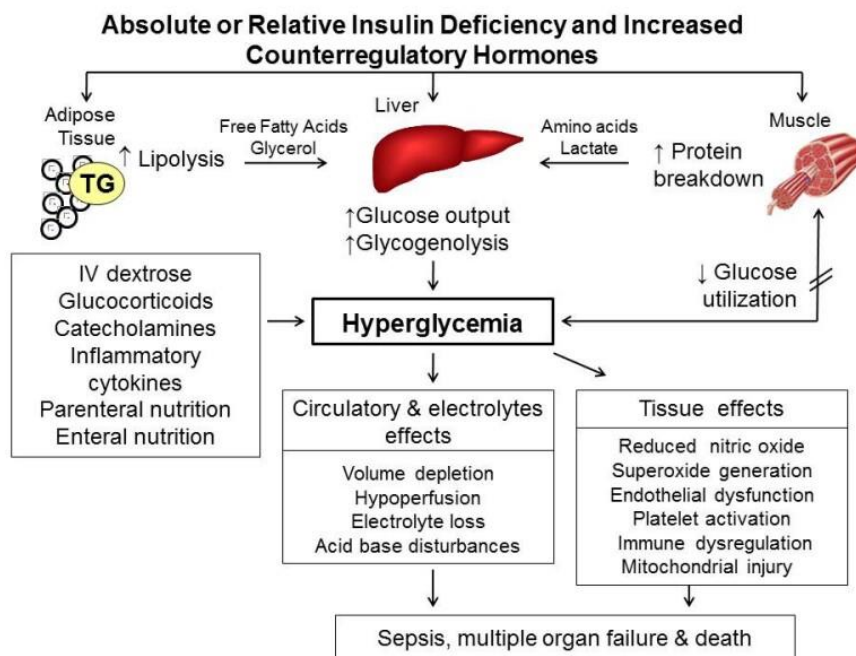 Absolute or Relative Insulin Deficiency and Increased
Counterregulatory Hormones
Adipose
Tissue
↑ Lipolysis
TG
Free Fatty Acids
Glycerol
Liver
Amino acids
Lactate
↑ Protein
breakdown
Muscle
↑Glucose output
↑Glycogenolysis
↓ Glucose
utilization
IV dextrose
Glucocorticoids
Catecholamines
Inflammatory
cytokines
Parenteral nutrition
Enteral nutrition
Hyperglycemia
Circulatory & electrolytes
effects
Volume depletion
Hypoperfusion
Electrolyte loss
Acid base disturbances
Tissue effects
Reduced nitric oxide
Superoxide generation
Endothelial dysfunction
Platelet activation
Immune dysregulation
Mitochondrial injury
Sepsis, multiple organ failure & death